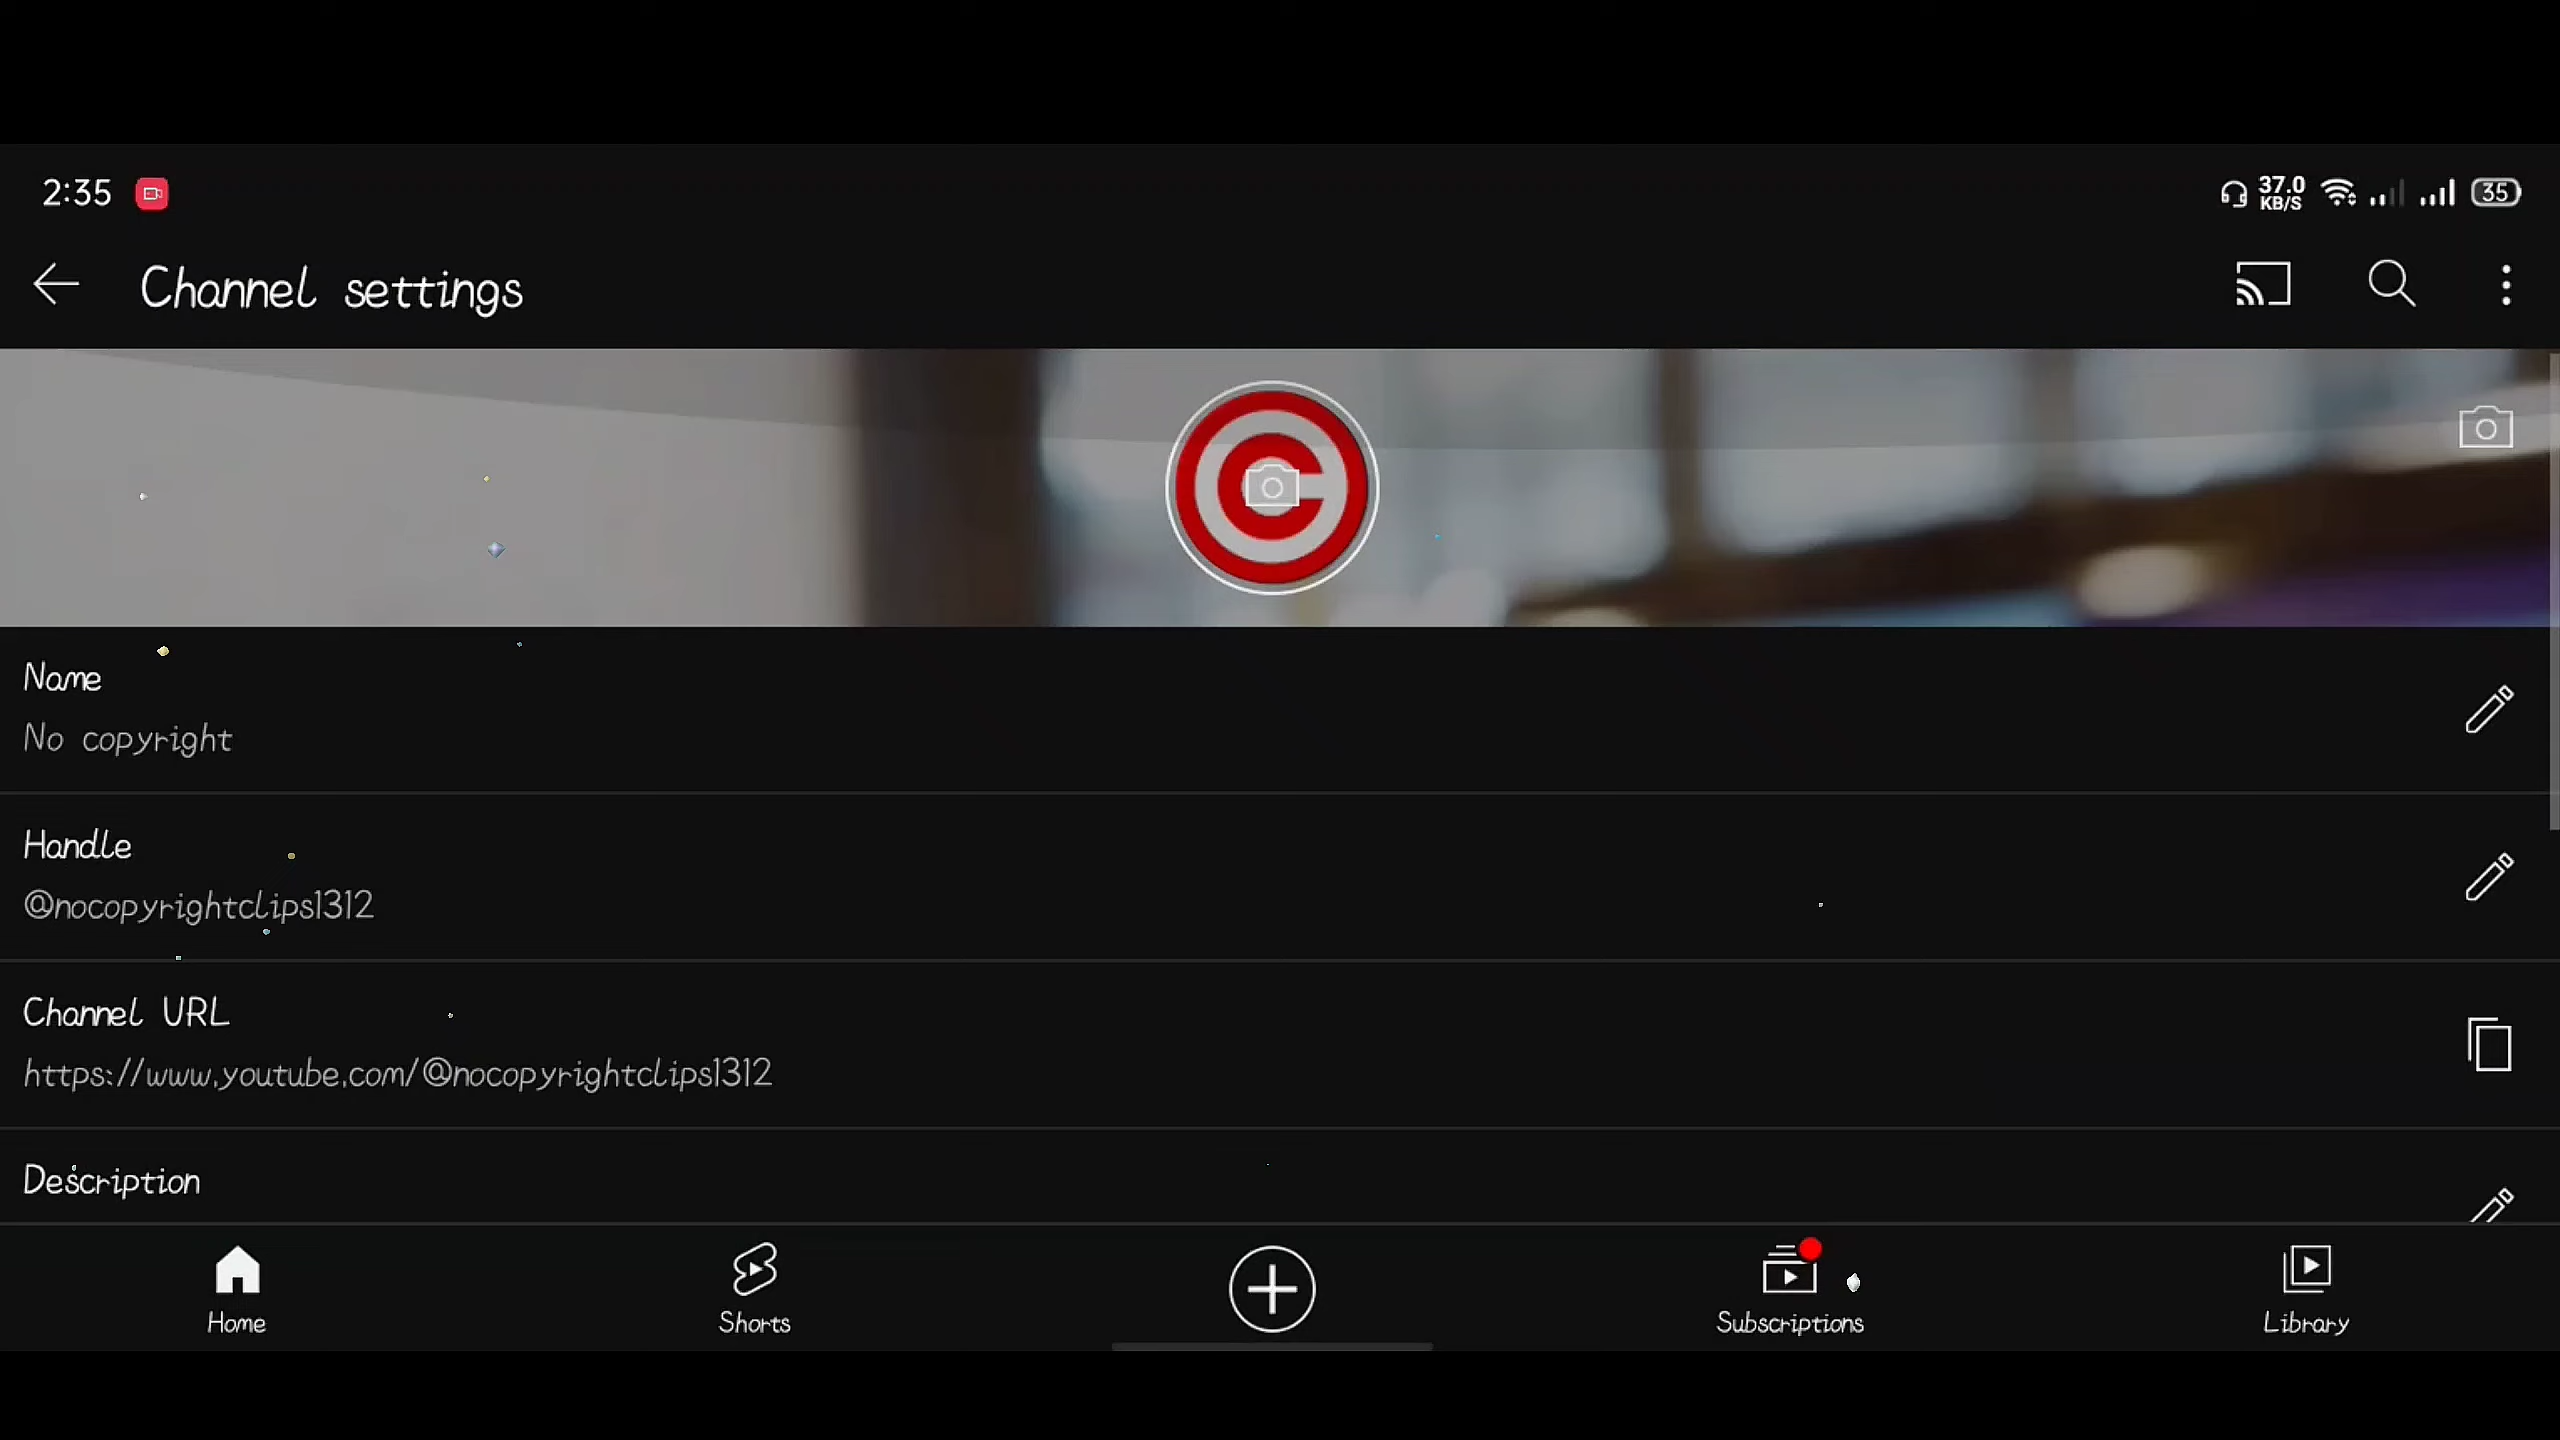 2:35
37.0
KB/S
35
Channel settings
Name
No copyright
Handle
@nocopyrightclips1312
Channel URL
https://www.youtube.com/@nocopyrightclips1312
Description
Home
Shorts
Subscriptions
Library